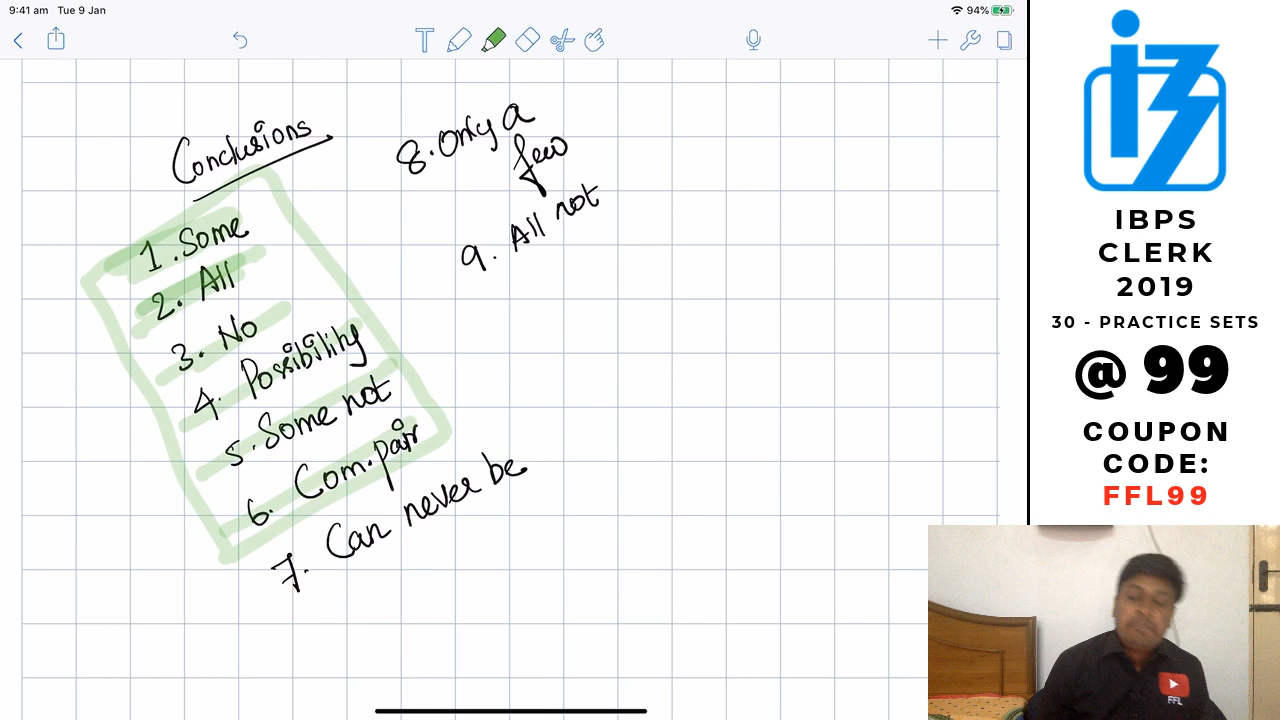 9:41 am Tue 9 Jan
94%
T
Conclusions
1. Some
2. All
3. No
4. Possibility
5. Some not
6. Com. pair
7. Can never be
8. Only a
few
9. All not
IBPS
CLERK
2019
30 - PRACTICE SETS
@ 99
COUPON
CODE:
FFL99
FFL